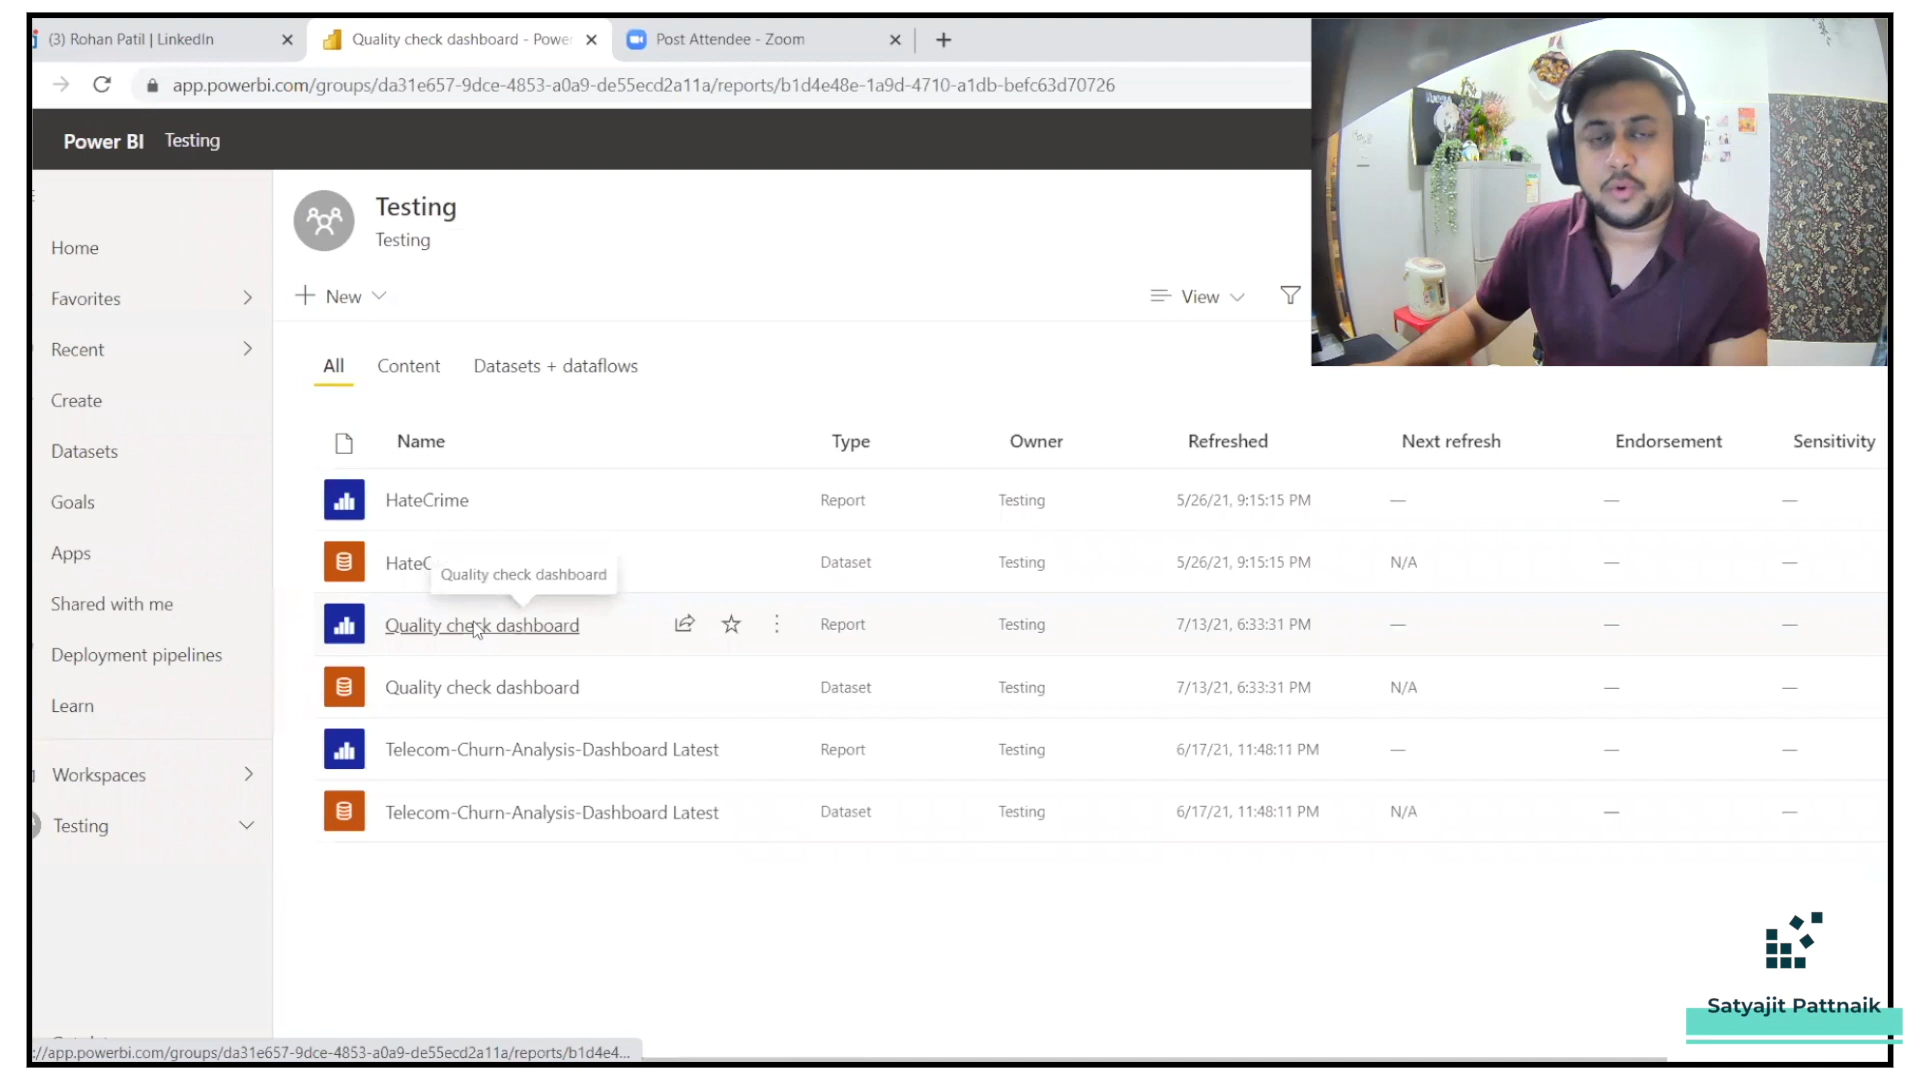 (3) Rohan Patil | LinkedIn
Quality check dashboard - Power
Post Attendee - Zoom
app.powerbi.com/groups/da31e657-9dce-4853-a0a9-de55ecd2a11a/reports/b1d4e48e-1a9d-4710-a1db-befc63d70726
Power BI Testing
Testing
Testing
Home
Favorites
Recent
Create
Datasets
Goals
Apps
Shared with me
Deployment pipelines
Learn
Workspaces
Testing
New
View
All Content Datasets + dataflows
Name Type Owner Refreshed Next refresh Endorsement Sensitivity
HateCrime Report Testing 5/26/21, 9:15:15 PM — — —
HateC Dataset Testing 5/26/21, 9:15:15 PM N/A — —
Quality check dashboard
Quality check dashboard Report Testing 7/13/21, 6:33:31 PM — — —
Quality check dashboard Dataset Testing 7/13/21, 6:33:31 PM N/A — —
Telecom-Churn-Analysis-Dashboard Latest Report Testing 6/17/21, 11:48:11 PM — — —
Telecom-Churn-Analysis-Dashboard Latest Dataset Testing 6/17/21, 11:48:11 PM N/A — —
Satyajit Pattnaik
://app.powerbi.com/groups/da31e657-9dce-4853-a0a9-de55ecd2a11a/reports/b1d4e4...